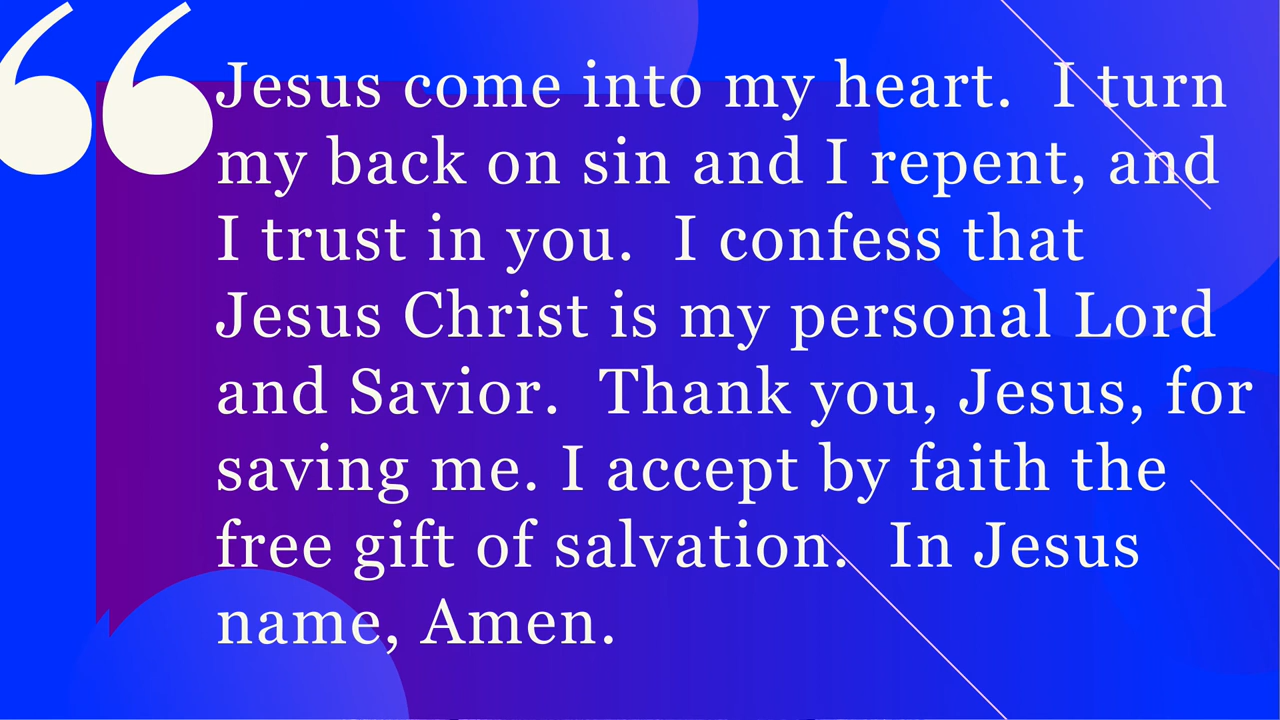 “
Jesus come into my heart.  I turn
my back on sin and I repent, and
I trust in you.  I confess that
Jesus Christ is my personal Lord
and Savior.  Thank you, Jesus, for
saving me. I accept by faith the
free gift of salvation.  In Jesus
name, Amen.